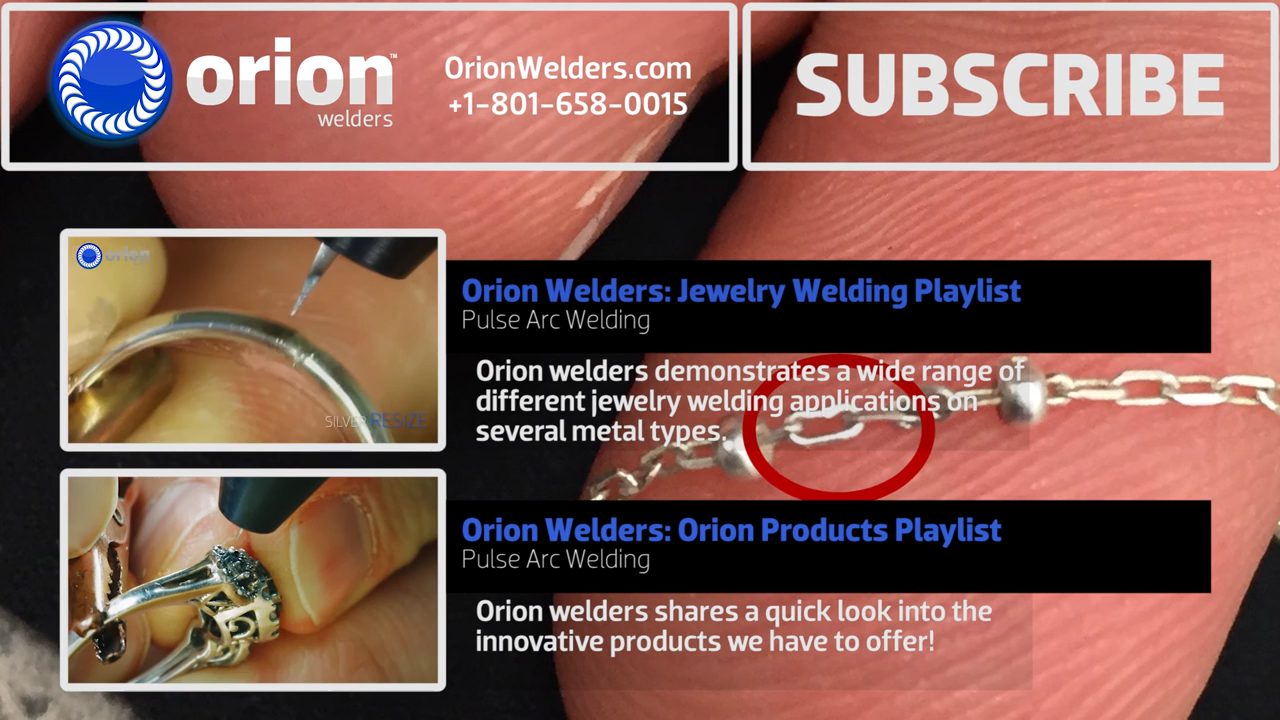 orion™
welders
OrionWelders.com
+1-801-658-0015
SUBSCRIBE
orion
SILVER RESIZE
Orion Welders: Jewelry Welding Playlist
Pulse Arc Welding
Orion welders demonstrates a wide range of
different jewelry welding applications on
several metal types.
Orion Welders: Orion Products Playlist
Pulse Arc Welding
Orion welders shares a quick look into the
innovative products we have to offer!